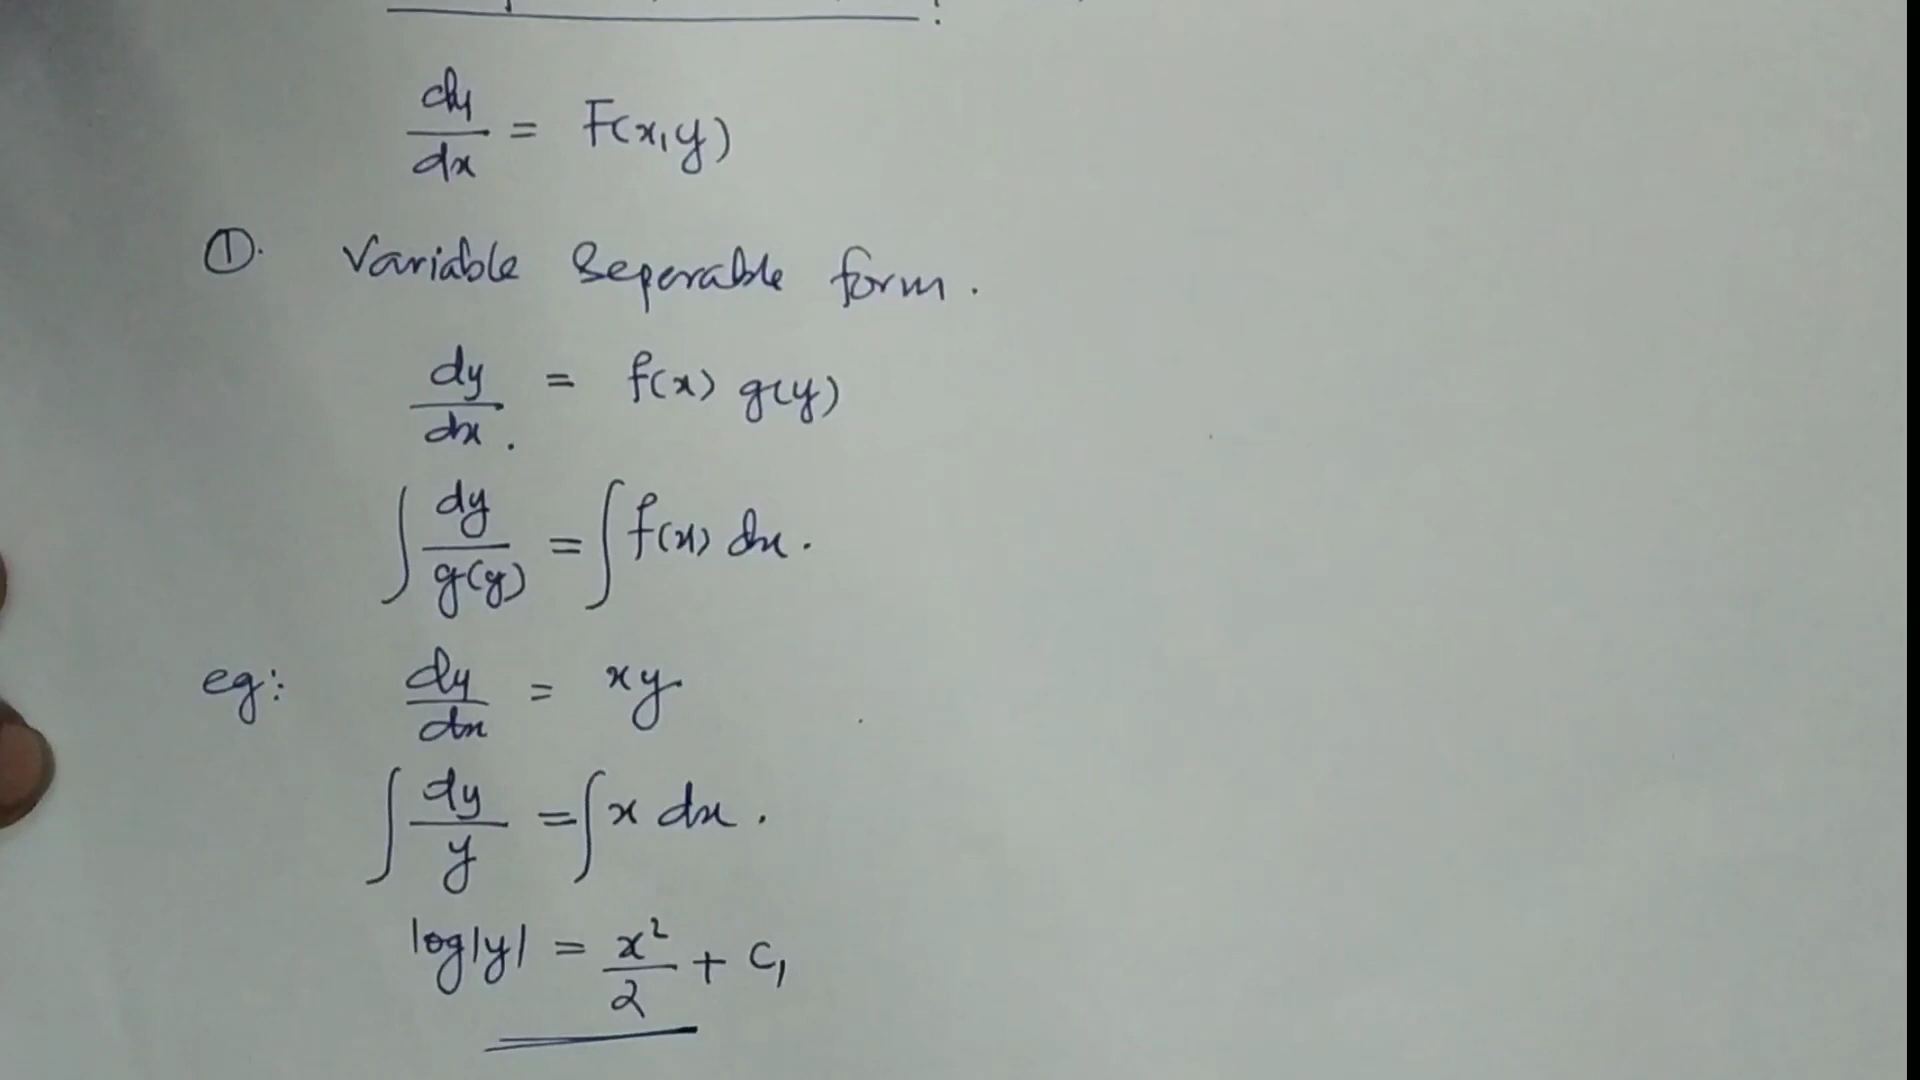 dy/dx = F(x,y)
①. Variable Seperable form.
dy/dx. = f(x) g(y)
∫ dy/g(y) = ∫ f(x) dx.
eg: dy/dx = xy
∫ dy/y = ∫ x dx.
log|y| = x²/2 + C₁